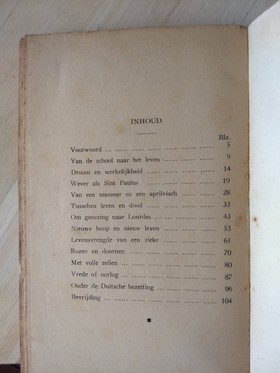 INHOUD.
Blz.
Voorwoord ... 5
Van de school naar het leven ... 9
Droom en werkelijkheid ... 14
Wever als Sint Paulus ... 19
Van een masseur en een aprilvisch ... 28
Tusschen leven en dood ... 33
Om genezing naar Lourdes ... 43
Nieuwe hoop en nieuw leven ... 53
Levensvreugde van een zieke ... 61
Rozen en doornen ... 70
Met volle zeilen ... 80
Vrede of oorlog ... 87
Onder de Duitsche bezetting ... 96
Bevrijding ... 104